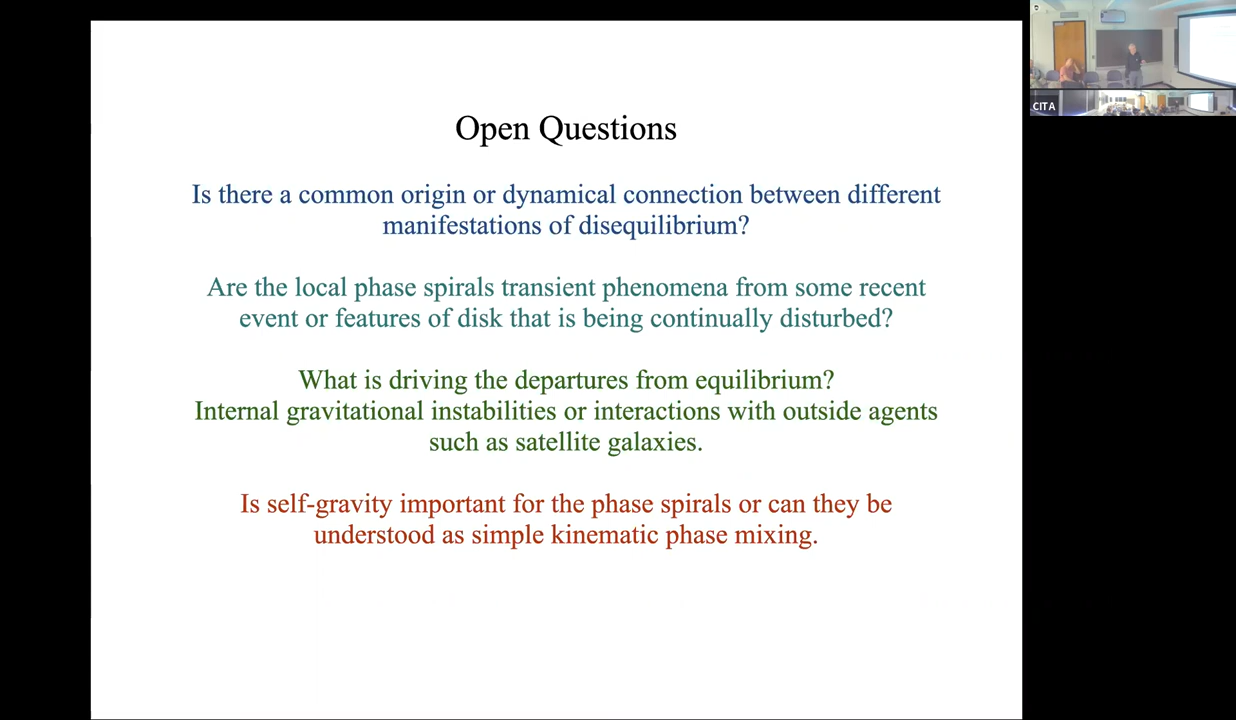 Open Questions
Is there a common origin or dynamical connection between different
manifestations of disequilibrium?
Are the local phase spirals transient phenomena from some recent
event or features of disk that is being continually disturbed?
What is driving the departures from equilibrium?
Internal gravitational instabilities or interactions with outside agents
such as satellite galaxies.
Is self-gravity important for the phase spirals or can they be
understood as simple kinematic phase mixing.
CITA